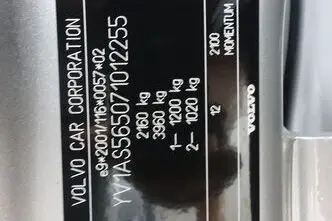 VOLVO CAR CORPORATION
e9*2001/116*0057*02
YV1AS565071012255
2160 kg
3960 kg
1– 1200 kg
2– 1020 kg
12
2100
MOMENTUM
VOLVO